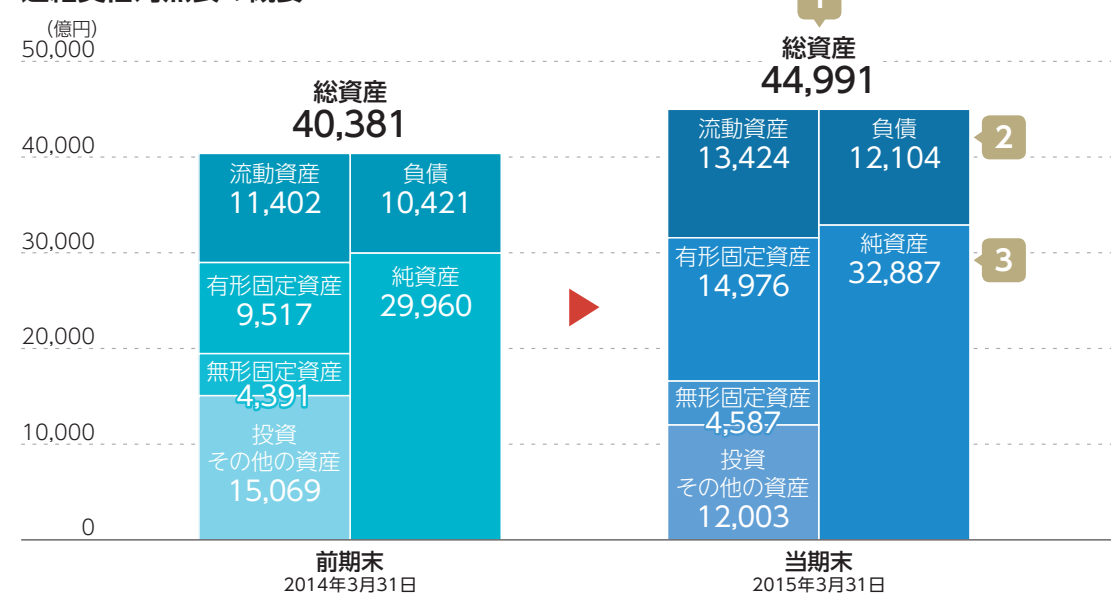 1
(億円)
50,000
40,000
30,000
20,000
10,000
0
総資産
40,381
流動資産
11,402
負債
10,421
有形固定資産
9,517
純資産
29,960
無形固定資産
4,391
投資
その他の資産
15,069
前期末
2014年3月31日
総資産
44,991
流動資産
13,424
負債
12,104
2
有形固定資産
14,976
純資産
32,887
3
無形固定資産
4,587
投資
その他の資産
12,003
当期末
2015年3月31日